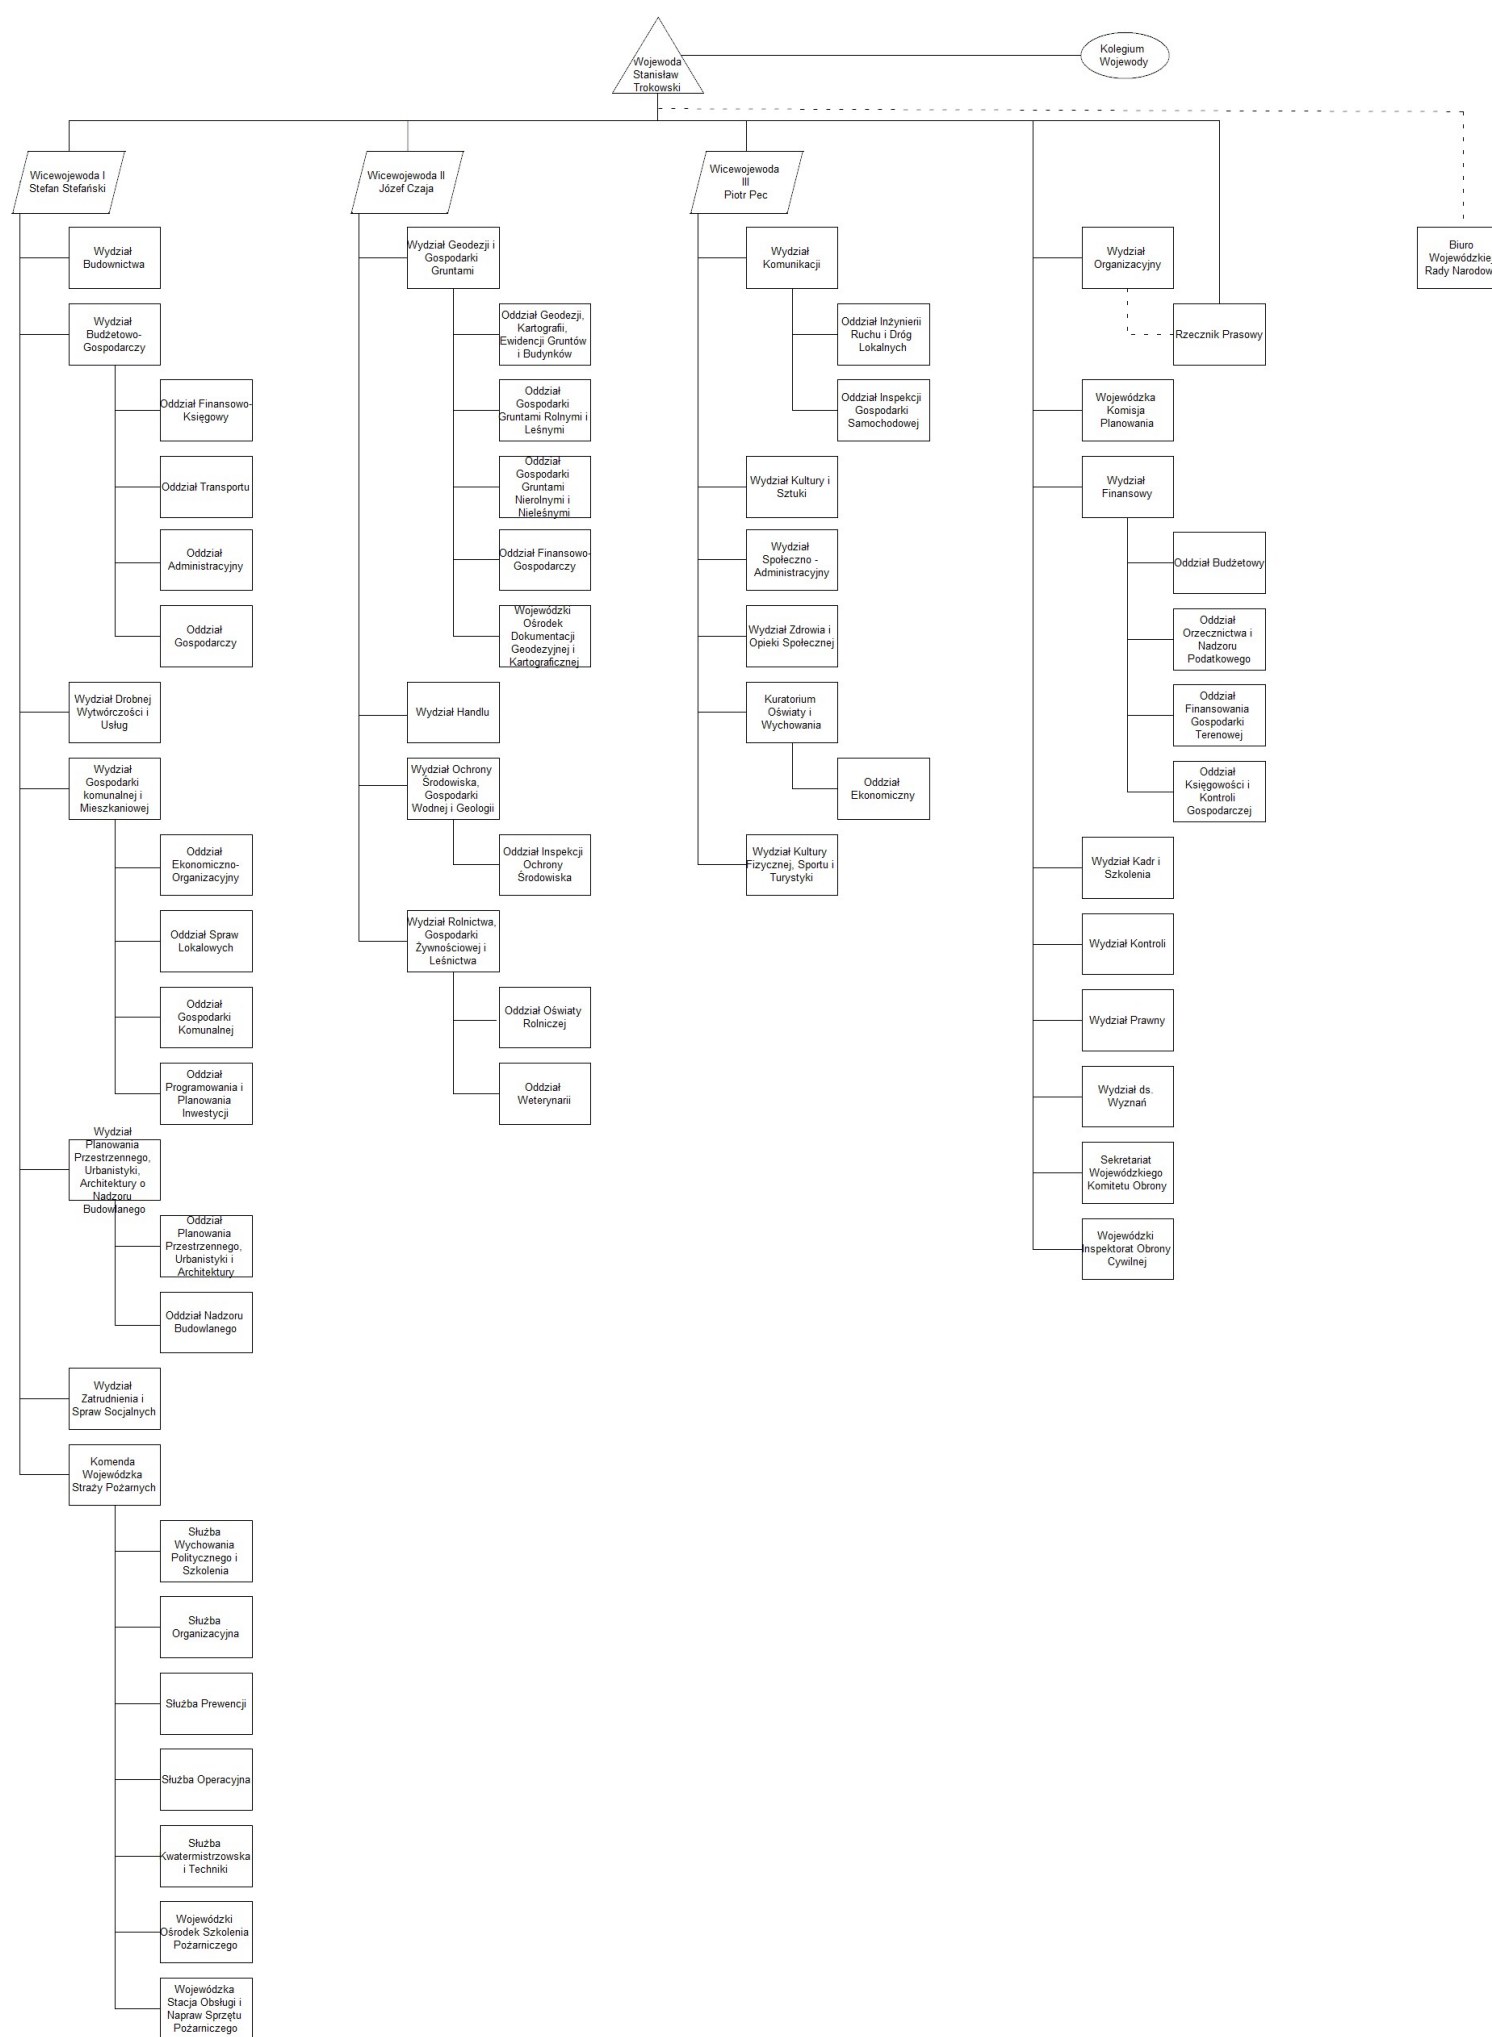 Wojewoda
Stanisław
Trokowski
Kolegium
Wojewody
Wicewojewoda I
Stefan Stefański
Wydział
Budownictwa
Wydział
Budżetowo-
Gospodarczy
Oddział Finansowo-
Księgowy
Oddział Transportu
Oddział
Administracyjny
Oddział
Gospodarczy
Wydział Drobnej
Wytwórczości i
Usług
Wydział
Gospodarki
komunalnej i
Mieszkaniowej
Oddział
Ekonomiczno-
Organizacyjny
Oddział Spraw
Lokalowych
Oddział
Gospodarki
Komunalnej
Oddział
Programowania i
Planowania
Inwestycji
Wydział
Planowania
Przestrzennego,
Urbanistyki,
Architektury o
Nadzoru
Budowlanego
Oddział
Planowania
Przestrzennego,
Urbanistyki i
Architektury
Oddział Nadzoru
Budowlanego
Wydział
Zatrudnienia i
Spraw Socjalnych
Komenda
Wojewódzka
Straży Pożarnych
Służba
Wychowania
Politycznego i
Szkolenia
Służba
Organizacyjna
Służba Prewencji
Służba Operacyjna
Służba
Kwatermistrzowska
i Techniki
Wojewódzki
Ośrodek Szkolenia
Pożarniczego
Wojewódzka
Stacja Obsługi i
Napraw Sprzętu
Pożarniczego
Wicewojewoda II
Józef Czaja
Wydział Geodezji i
Gospodarki
Gruntami
Oddział Geodezji,
Kartografii,
Ewidencji Gruntów
i Budynków
Oddział
Gospodarki
Gruntami Rolnymi i
Leśnymi
Oddział
Gospodarki
Gruntami
Nierolnymi i
Nieleśnymi
Oddział Finansowo-
Gospodarczy
Wojewódzki
Ośrodek
Dokumentacji
Geodezyjnej i
Kartograficznej
Wydział Handlu
Wydział Ochrony
Środowiska,
Gospodarki
Wodnej i Geologii
Oddział Inspekcji
Ochrony
Środowiska
Wydział Rolnictwa,
Gospodarki
Żywnościowej i
Leśnictwa
Oddział Oświaty
Rolniczej
Oddział
Weterynarii
Wicewojewoda
III
Piotr Pec
Wydział
Komunikacji
Oddział Inżynierii
Ruchu i Dróg
Lokalnych
Oddział Inspekcji
Gospodarki
Samochodowej
Wydział Kultury i
Sztuki
Wydział
Społeczno -
Administracyjny
Wydział Zdrowia i
Opieki Społecznej
Kuratorium
Oświaty i
Wychowania
Oddział
Ekonomiczny
Wydział Kultury
Fizycznej, Sportu i
Turystyki
Wydział
Organizacyjny
Rzecznik Prasowy
Wojewódzka
Komisja
Planowania
Wydział
Finansowy
Oddział Budżetowy
Oddział
Orzecznictwa i
Nadzoru
Podatkowego
Oddział
Finansowania
Gospodarki
Terenowej
Oddział
Księgowości i
Kontroli
Gospodarczej
Wydział Kadr i
Szkolenia
Wydział Kontroli
Wydział Prawny
Wydział ds.
Wyznań
Sekretariat
Wojewódzkiego
Komitetu Obrony
Wojewódzki
Inspektorat Obrony
Cywilnej
Biuro
Wojewódzkiej
Rady Narodow